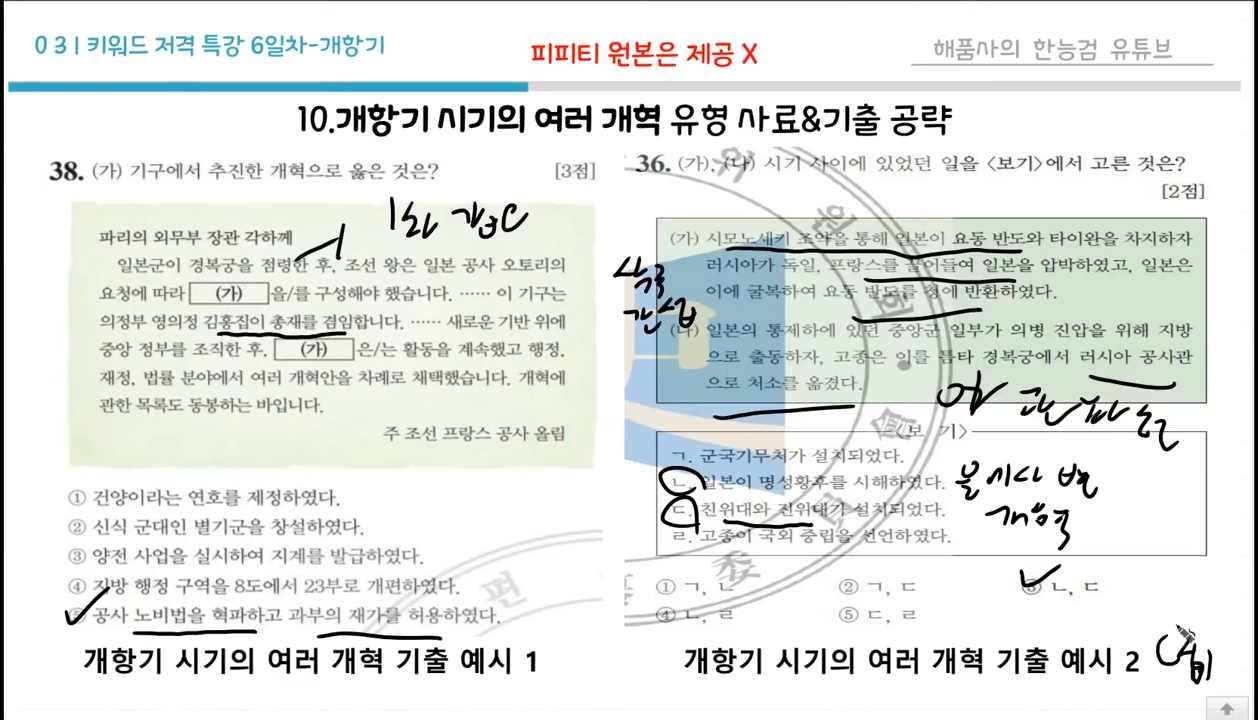 03 | 키워드 저격 특강 6일차-개항기
피피티 원본은 제공 X
해품사의 한능검 유튜브
10.개항기 시기의 여러 개혁 유형 사료&기출 공략
38. (가) 기구에서 추진한 개혁으로 옳은 것은? [3점]
1차 갑
파리의 외무부 장관 각하께
일본군이 경복궁을 점령한 후, 조선 왕은 일본 공사 오토리의
요청에 따라 (가) 을/를 구성해야 했습니다. …… 이 기구는
의정부 영의정 김홍집이 총재를 겸임합니다. …… 새로운 기반 위에
중앙 정부를 조직한 후, (가) 은/는 활동을 계속했고 행정,
재정, 법률 분야에서 여러 개혁안을 차례로 채택했습니다. 개혁에
관한 목록도 동봉하는 바입니다.
주 조선 프랑스 공사 올림
① 건양이라는 연호를 제정하였다.
② 신식 군대인 별기군을 창설하였다.
③ 양전 사업을 실시하여 지계를 발급하였다.
④ 지방 행정 구역을 8도에서 23부로 개편하였다.
⑤ 공사 노비법을 혁파하고 과부의 재가를 허용하였다.
개항기 시기의 여러 개혁 기출 예시 1
36. (가), (나) 시기 사이에 있었던 일을 <보기>에서 고른 것은?
[2점]
(가) 시모노세키 조약을 통해 일본이 요동 반도와 타이완을 차지하자
러시아가 독일, 프랑스를 끌어들여 일본을 압박하였고, 일본은
이에 굴복하여 요동 반도를 청에 반환하였다.
삼국
간섭
(나) 일본의 통제하에 있던 중앙군 일부가 의병 진압을 위해 지방
으로 출동하자, 고종은 이를 틈타 경복궁에서 러시아 공사관
으로 처소를 옮겼다.
아관파천
<보 기>
ㄱ. 군국기무처가 설치되었다.
ㄴ. 일본이 명성황후를 시해하였다.
ㄷ. 친위대와 진위대가 설치되었다.
ㄹ. 고종이 국외 중립을 선언하였다.
을미사변
개혁
① ㄱ, ㄴ ② ㄱ, ㄷ ③ ㄴ, ㄷ
④ ㄴ, ㄹ ⑤ ㄷ, ㄹ
개항기 시기의 여러 개혁 기출 예시 2